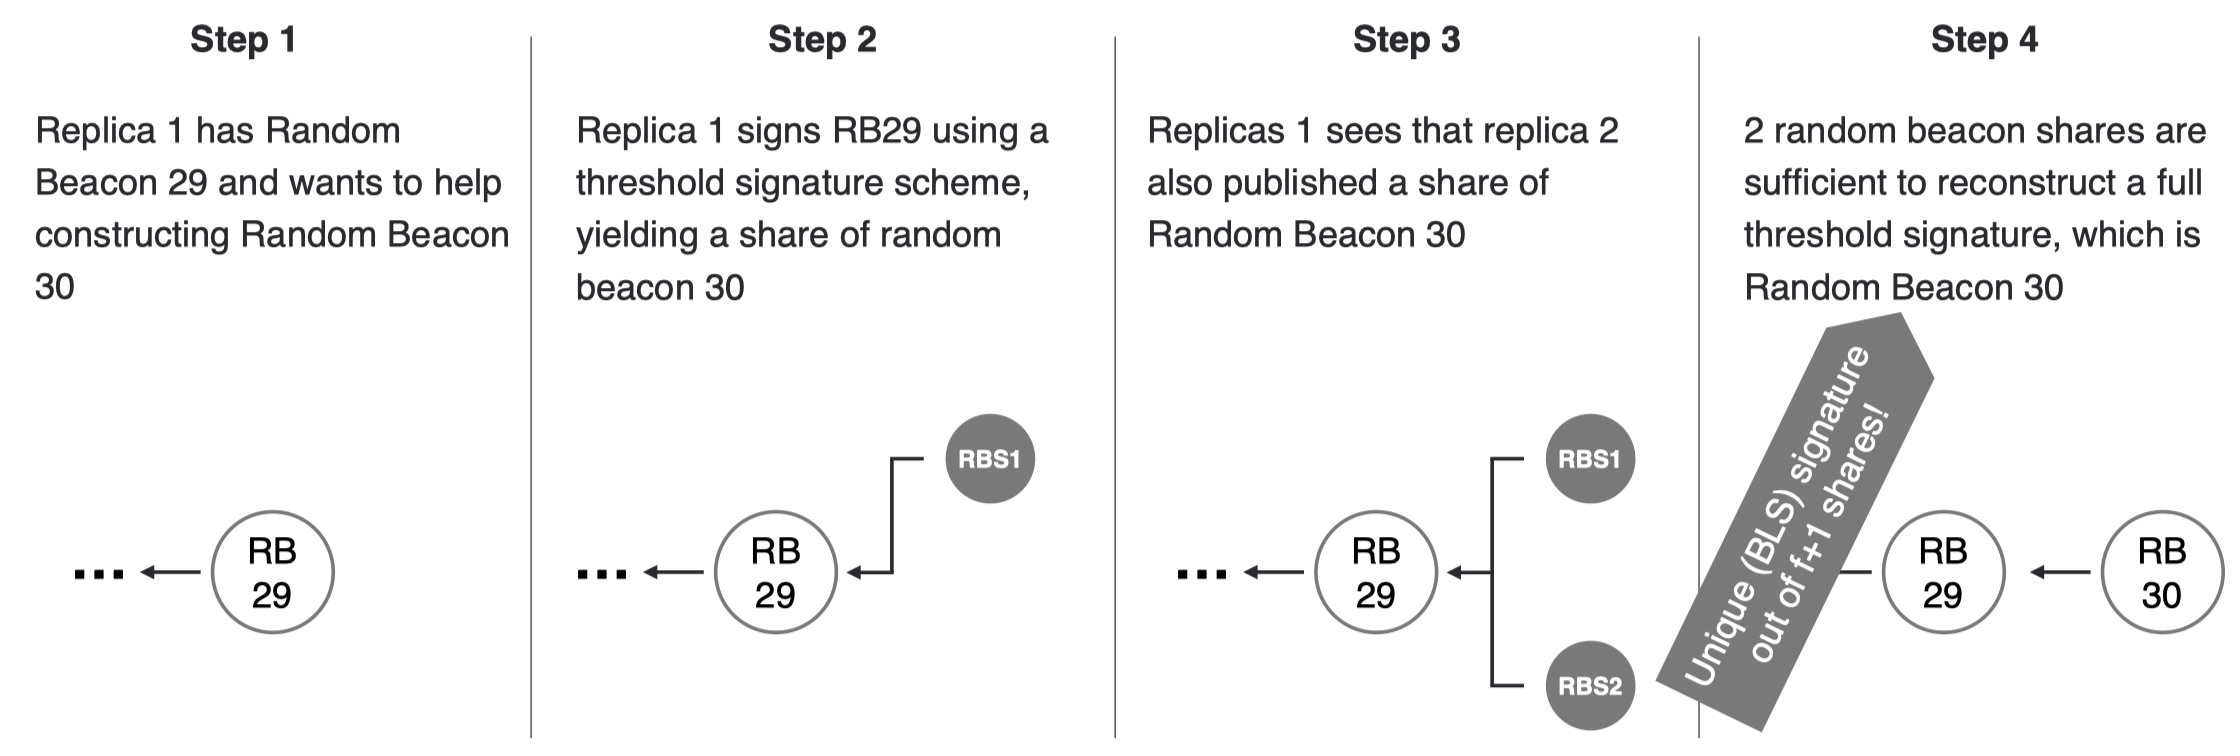 Step 1
Replica 1 has Random
Beacon 29 and wants to help
constructing Random Beacon
30
...
RB
29
Step 2
Replica 1 signs RB29 using a
threshold signature scheme,
yielding a share of random
beacon 30
RBS1
...
RB
29
Step 3
Replicas 1 sees that replica 2
also published a share of
Random Beacon 30
RBS1
...
RB
29
RBS2
Step 4
2 random beacon shares are
sufficient to reconstruct a full
threshold signature, which is
Random Beacon 30
Unique (BLS) signature
out of f+1 shares!
RB
29
RB
30